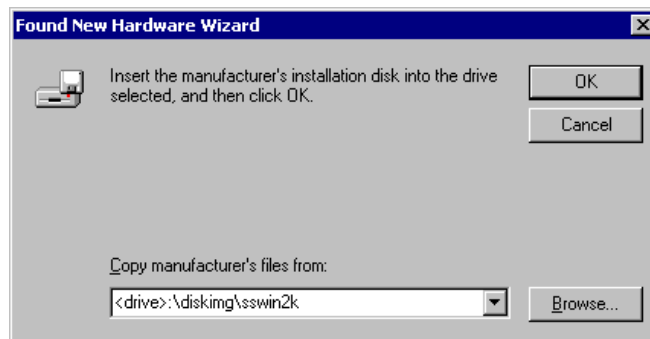 Found New Hardware Wizard
Insert the manufacturer's installation disk into the drive
selected, and then click OK.
OK
Cancel
Copy manufacturer's files from:
<drive>:\diskimg\sswin2k
Browse...